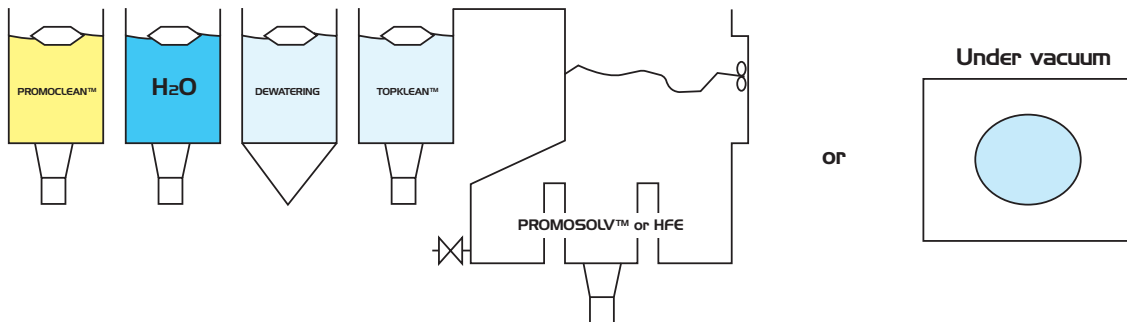 PROMOCLEAN™
H₂O
DEWATERING
TOPKLEAN™
PROMOSOLV™ or HFE
or
Under vacuum